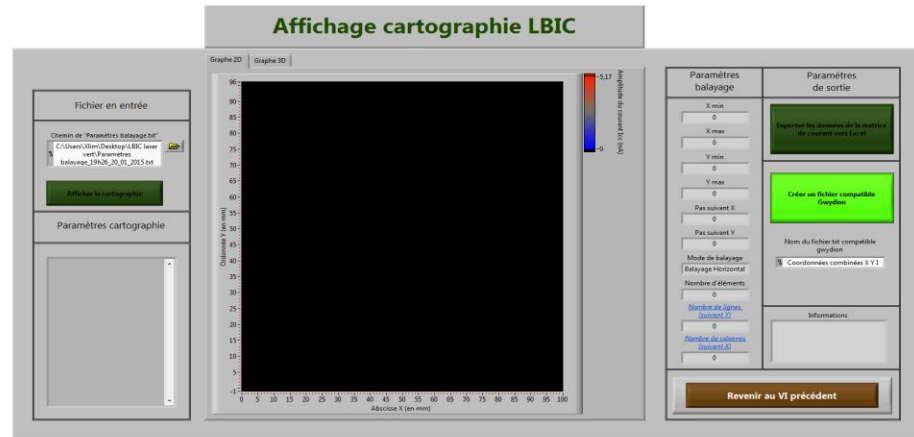 Affichage cartographie LBIC
Fichier en entrée
Chemin de "Paramètres balayage.txt"
C:\Users\Xlim\Desktop\LBIC laser
vert\Paramètres
balayage_19h26_20_01_2015.txt
Afficher la cartographie
Paramètres cartographie
Graphe 2D
Graphe 3D
96
90
85
80
75
70
65
60
55
50
45
40
35
30
25
20
15
10
5
-1
Ordonnée Y (en mm)
0 5 10 15 20 25 30 35 40 45 50 55 60 65 70 75 80 85 90 95 100
Abscisse X (en mm)
5,17
0
Amplitude du courant Icc (nA)
Paramètres
balayage
X min
0
X max
0
Y min
0
Y max
0
Pas suivant X
0
Pas suivant Y
0
Mode de balayage
Balayage Horizontal
Nombre d'éléments
0
Nombre de lignes
(suivant Y)
0
Nombre de colonnes
(suivant X)
0
Paramètres
de sortie
Exporter les données de la matrice
de courant vers Excel
Créer un fichier compatible
Gwydion
Nom du fichier txt compatible
gwydion
Coordonnées combinées X Y I
Informations
Revenir au VI précédent